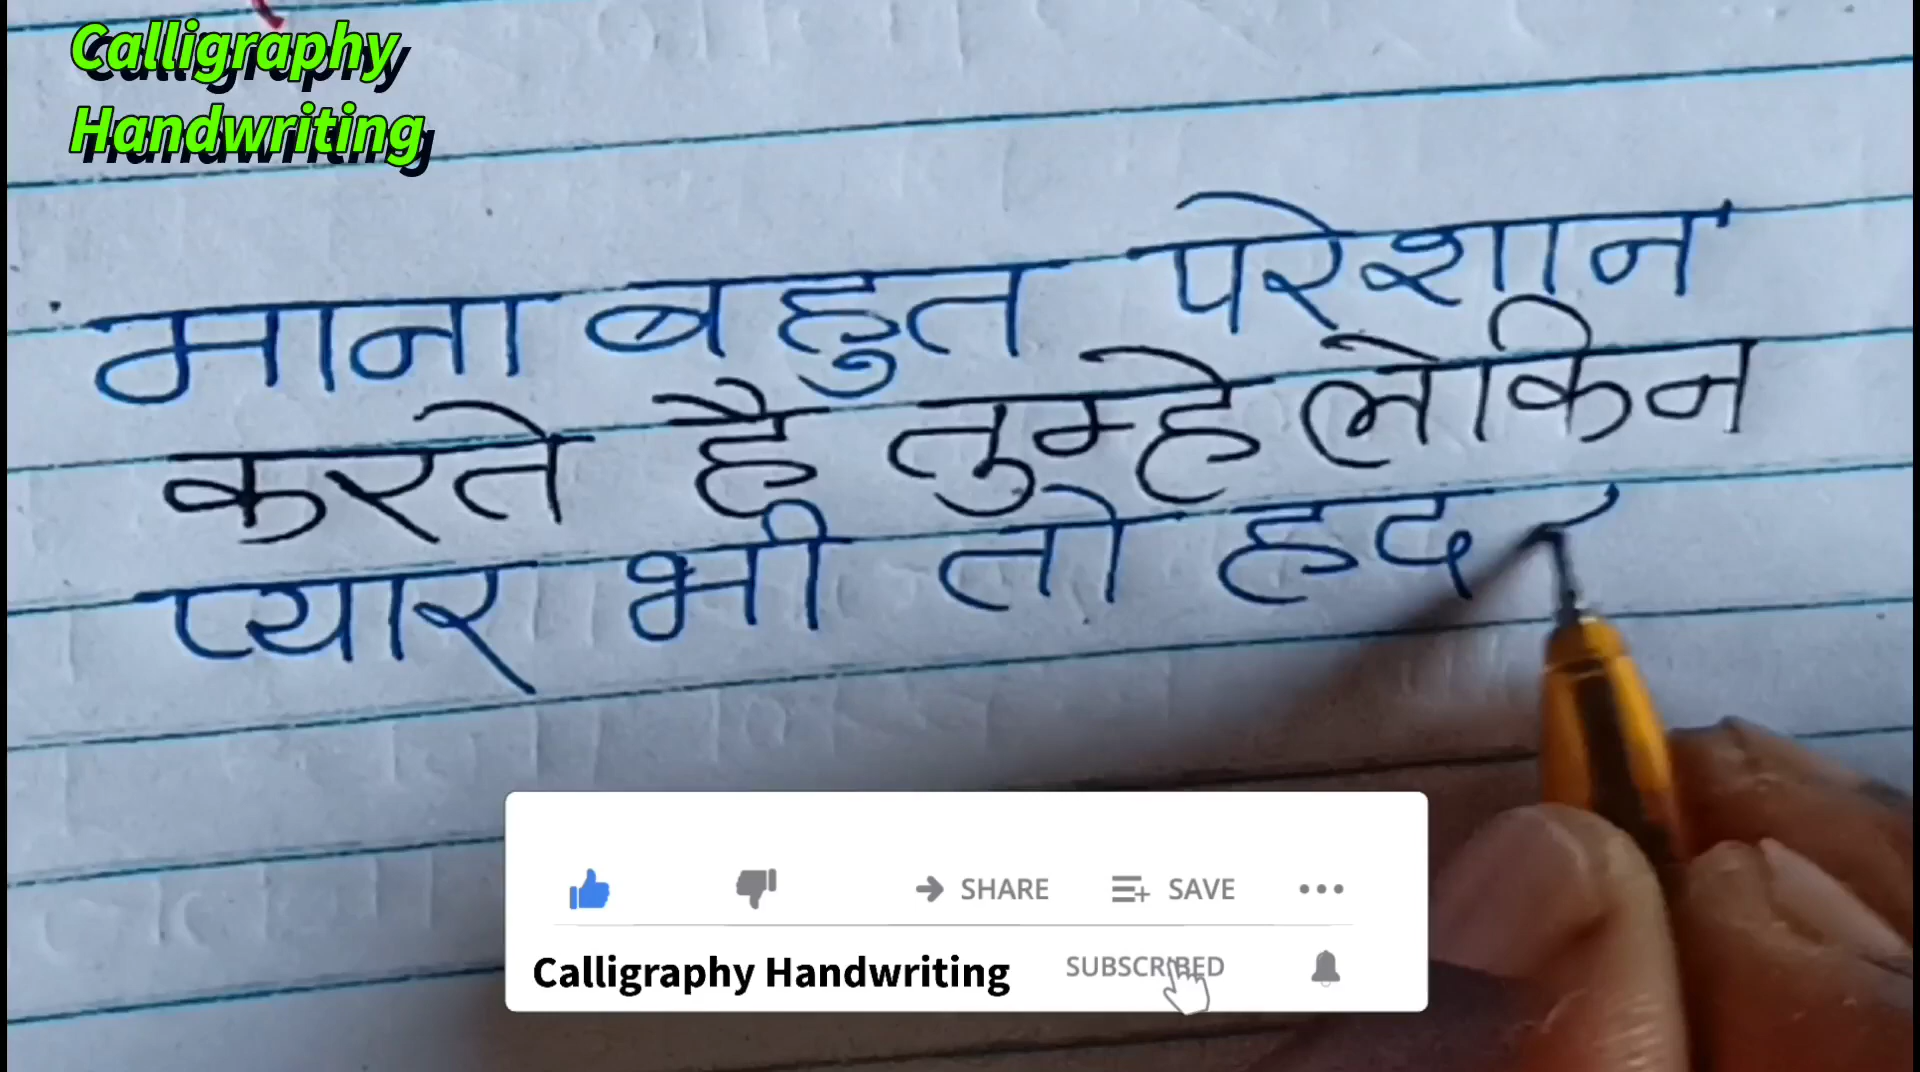 Calligraphy
Handwriting
माना बहुत परेशान
करते है तुम्हे लेकिन
प्यार भी तो हद
SHARE SAVE
Calligraphy Handwriting SUBSCRIBED